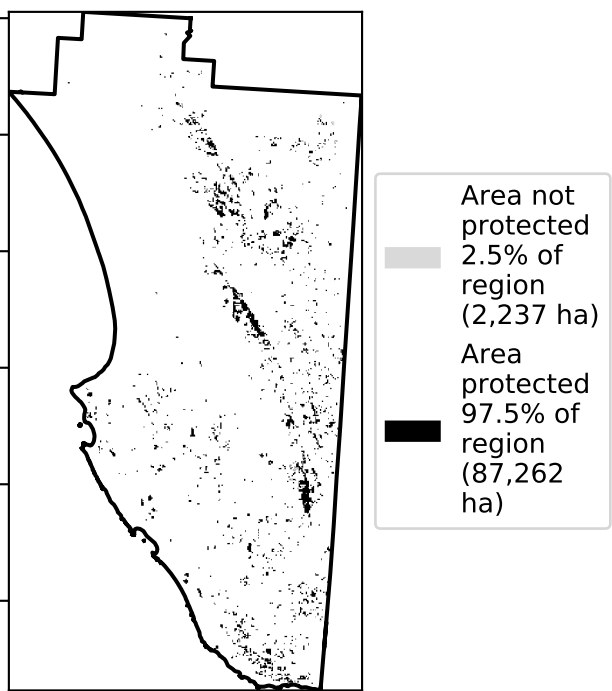 Area not
protected
2.5% of
region
(2,237 ha)
Area
protected
97.5% of
region
(87,262
ha)